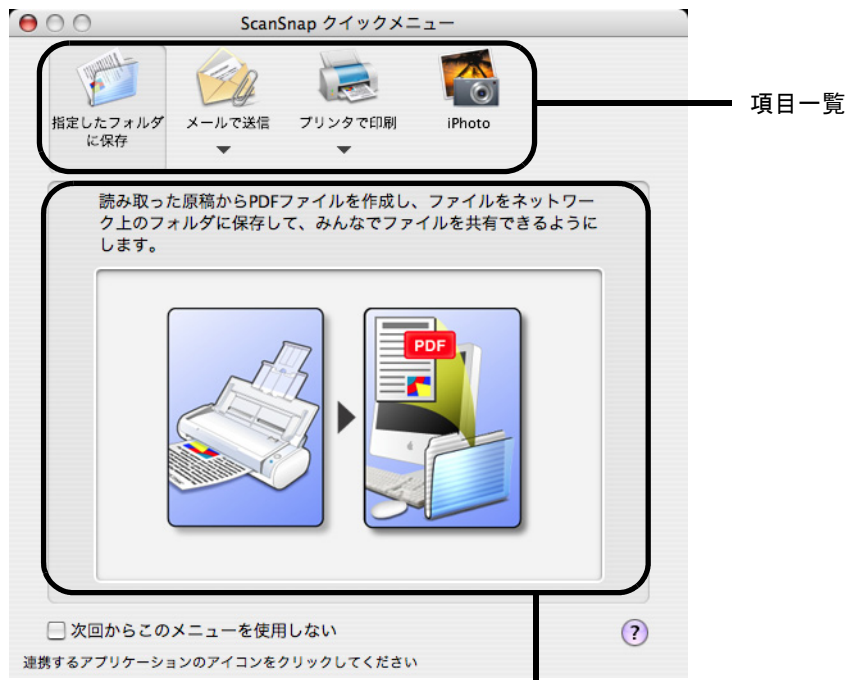 ScanSnap クイックメニュー
指定したフォルダ
に保存
メールで送信
プリンタで印刷
iPhoto
項目一覧
読み取った原稿からPDFファイルを作成し、ファイルをネットワー
ク上のフォルダに保存して、みんなでファイルを共有できるように
します。
PDF
次回からこのメニューを使用しない
?
連携するアプリケーションのアイコンをクリックしてください